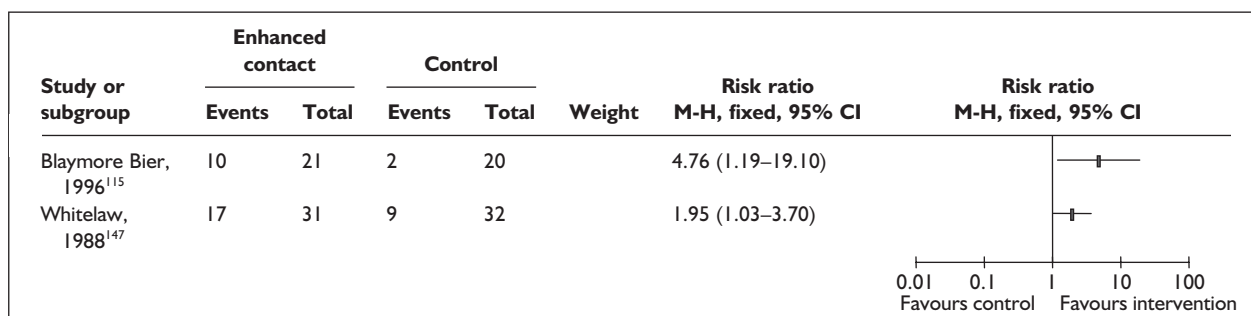 Enhanced contact Control
Study or subgroup Events Total Events Total Weight Risk ratio M-H, fixed, 95% CI Risk ratio M-H, fixed, 95% CI
Blaymore Bier, 1996¹¹⁵ 10 21 2 20 4.76 (1.19–19.10)
Whitelaw, 1988¹⁴⁷ 17 31 9 32 1.95 (1.03–3.70)
0.01 0.1 1 10 100
Favours control Favours intervention